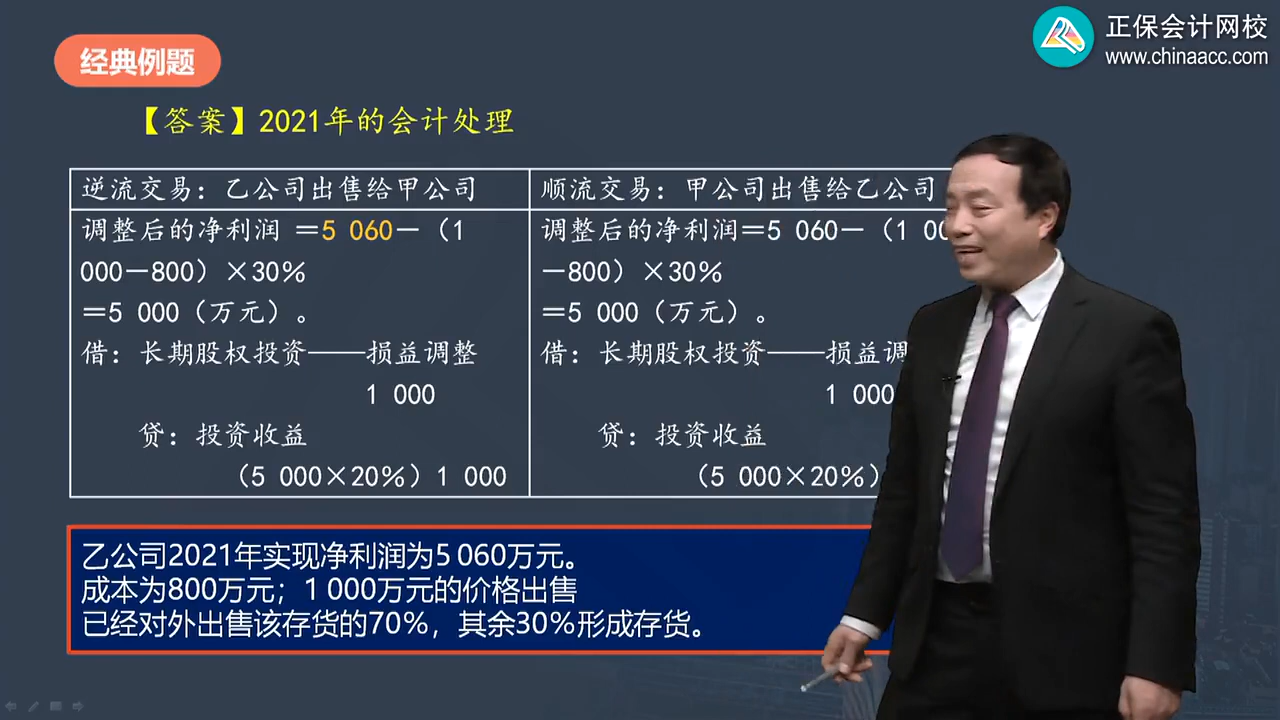 正保会计网校
www.chinaacc.com
经典例题
【答案】2021年的会计处理
逆流交易：乙公司出售给甲公司
调整后的净利润 ＝5 060－（1
000－800）×30％
＝5 000（万元）。
借：长期股权投资——损益调整
1 000
贷：投资收益
（5 000×20％）1 000
顺流交易：甲公司出售给乙公司
调整后的净利润＝5 060－（1 00
－800）×30％
＝5 000（万元）。
借：长期股权投资——损益调
1 000
贷：投资收益
（5 000×20％）
乙公司2021年实现净利润为5 060万元。
成本为800万元；1 000万元的价格出售
已经对外出售该存货的70%，其余30%形成存货。